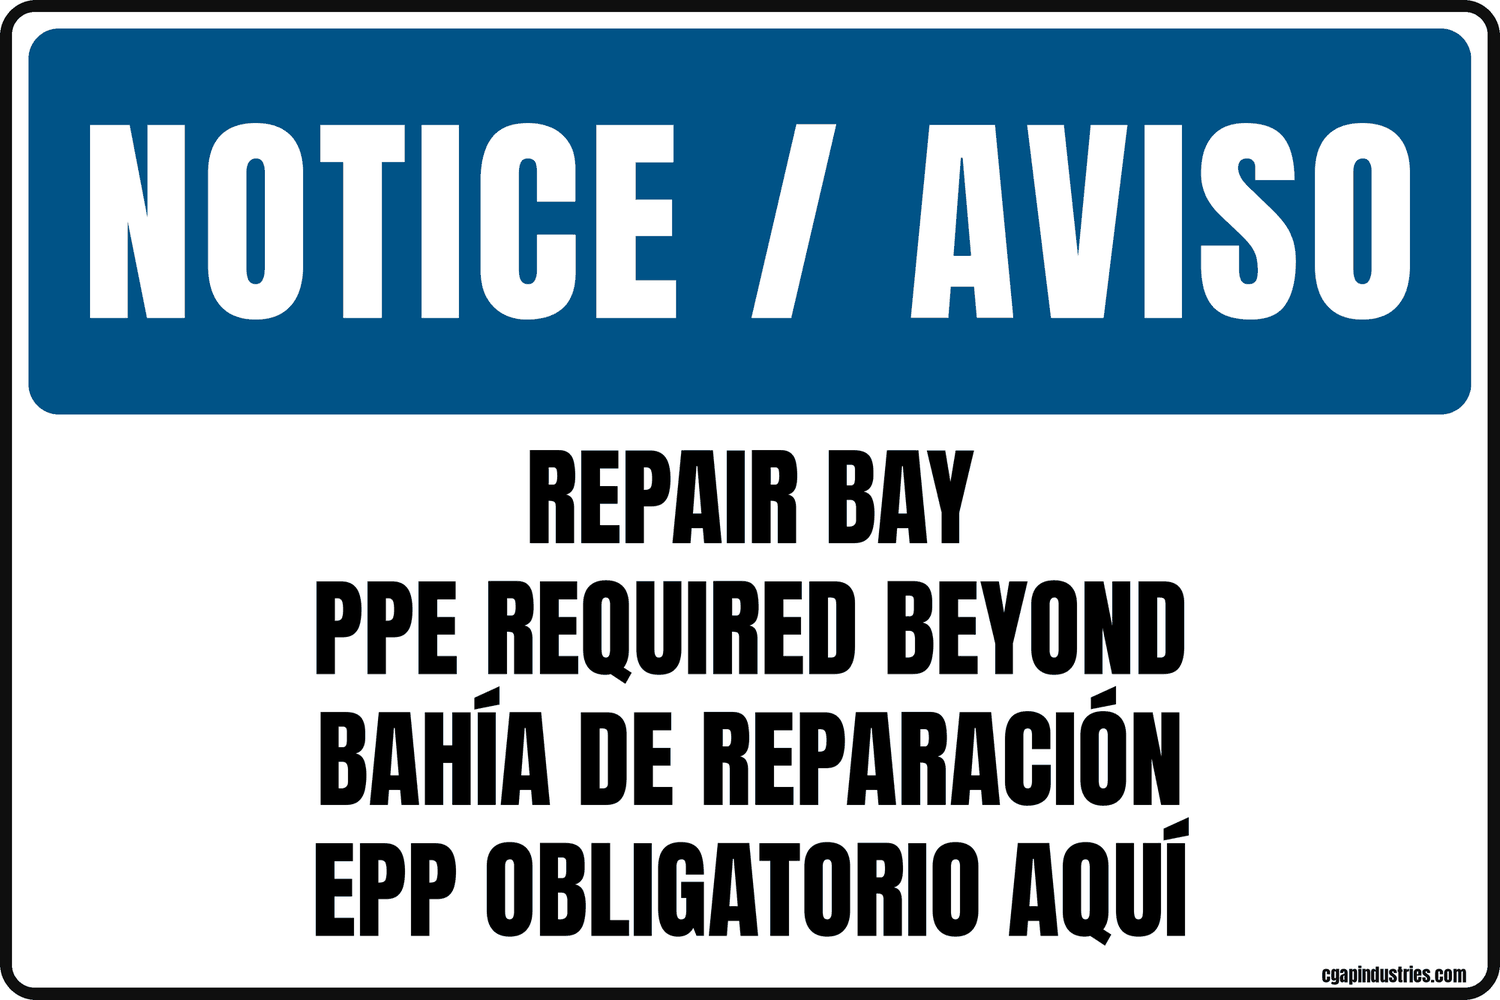 NOTICE / AVISO
REPAIR BAY
PPE REQUIRED BEYOND
BAHÍA DE REPARACIÓN
EPP OBLIGATORIO AQUÍ
cgapindustries.com